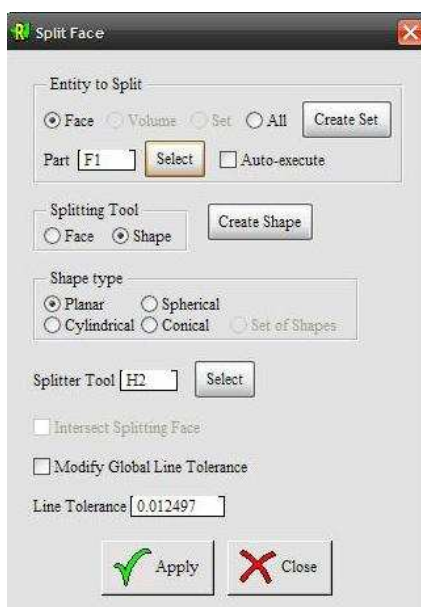 Split Face
Entity to Split
Face Volume Set All Create Set
Part F1 Select Auto-execute
Splitting Tool
Face Shape Create Shape
Shape type
Planar Spherical
Cylindrical Conical Set of Shapes
Splitter Tool H2 Select
Intersect Splitting Face
Modify Global Line Tolerance
Line Tolerance 0.012497
Apply Close